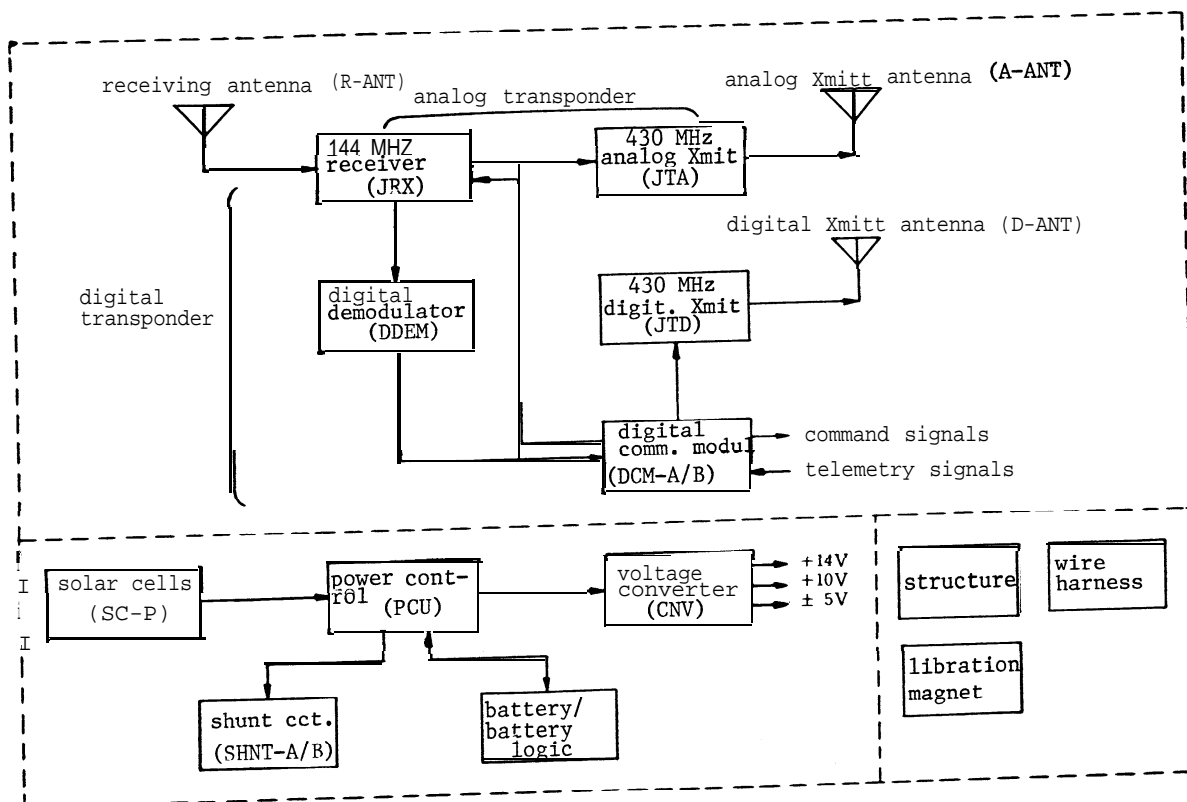 receiving antenna (R-ANT)
analog transponder
analog Xmitt antenna (A-ANT)
144 MHZ
receiver
(JRX)
430 MHz
analog Xmit
(JTA)
digital Xmitt antenna (D-ANT)
digital
transponder
digital
demodulator
(DDEM)
430 MHz
digit. Xmit
(JTD)
digital
comm. modul
(DCM-A/B)
command signals
telemetry signals
solar cells
(SC-P)
power cont-
rol
(PCU)
voltage
converter
(CNV)
+14V
+10V
± 5V
structure
wire
harness
libration
magnet
shunt cct.
(SHNT-A/B)
battery/
battery
logic